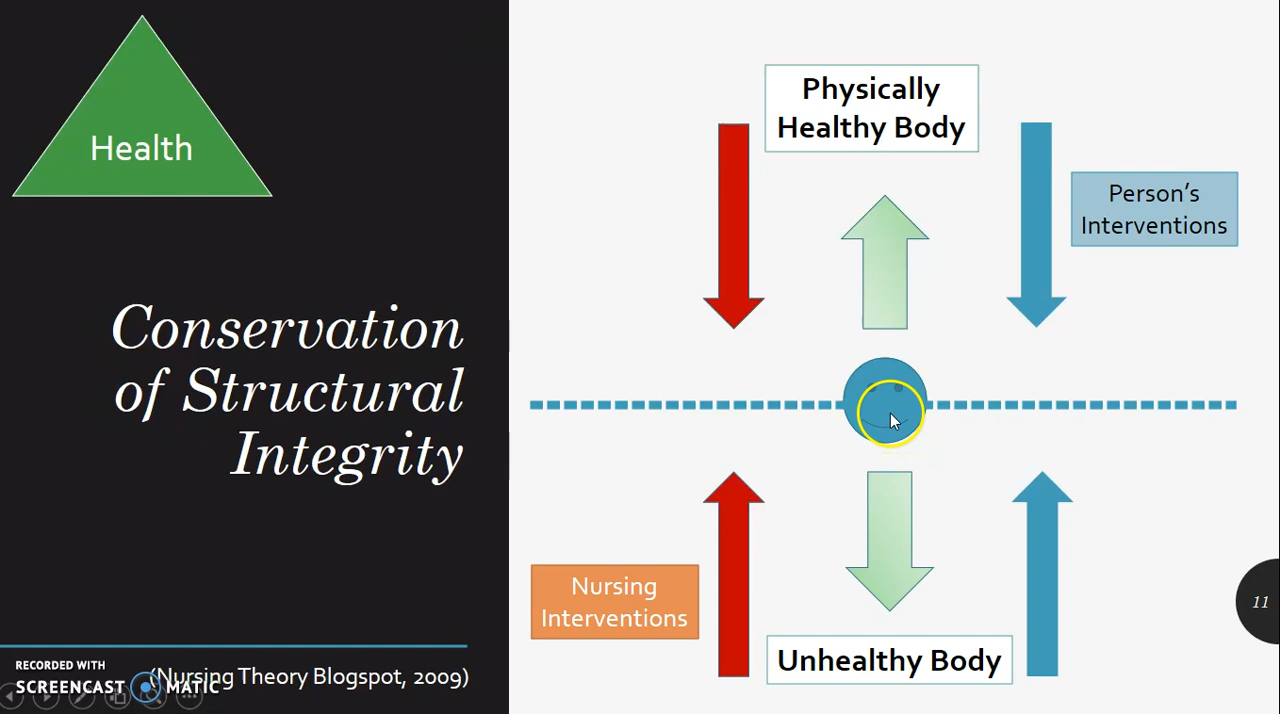 Health
Conservation
of Structural
Integrity
(Nursing Theory Blogspot, 2009)
RECORDED WITH
SCREENCAST MATIC
Physically
Healthy Body
Person’s
Interventions
Nursing
Interventions
Unhealthy Body
11